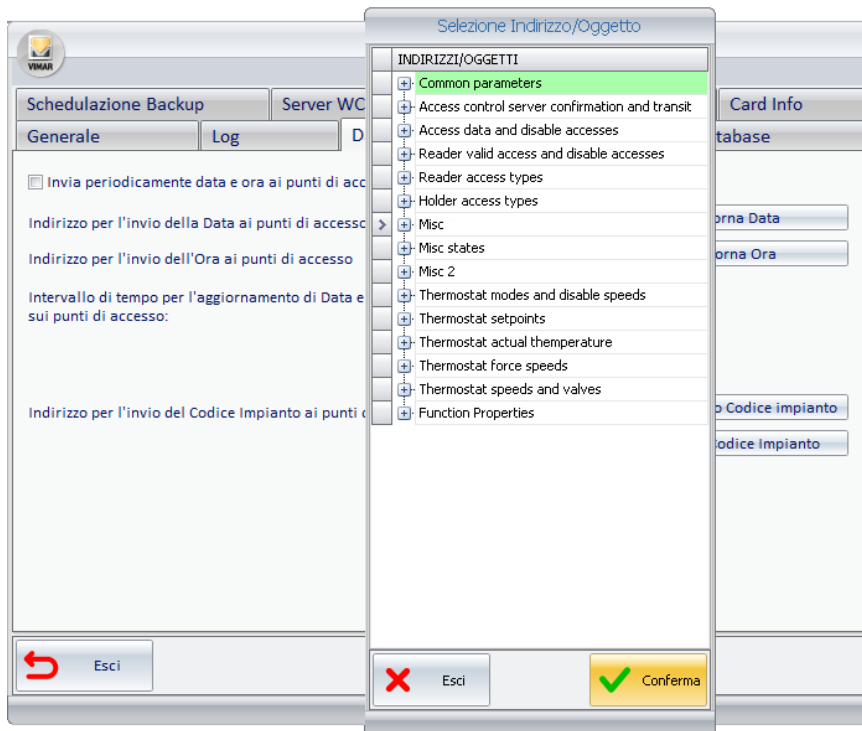 Selezione Indirizzo/Oggetto
VIMAR
INDIRIZZI/OGGETTI
Common parameters
Access control server confirmation and transit
Access data and disable accesses
Reader valid access and disable accesses
Reader access types
Holder access types
Misc
Misc states
Misc 2
Thermostat modes and disable speeds
Thermostat setpoints
Thermostat actual themperature
Thermostat force speeds
Thermostat speeds and valves
Function Properties
Esci
Conferma
Schedulazione Backup
Server WC
Card Info
Generale
Log
D
tabase
Invia periodicamente data e ora ai punti di acc
Indirizzo per l'invio della Data ai punti di accesso
orna Data
Indirizzo per l'invio dell'Ora ai punti di accesso
orna Ora
Intervallo di tempo per l'aggiornamento di Data e
sui punti di accesso:
Indirizzo per l'invio del Codice Impianto ai punti d
o Codice impianto
Codice Impianto
Esci